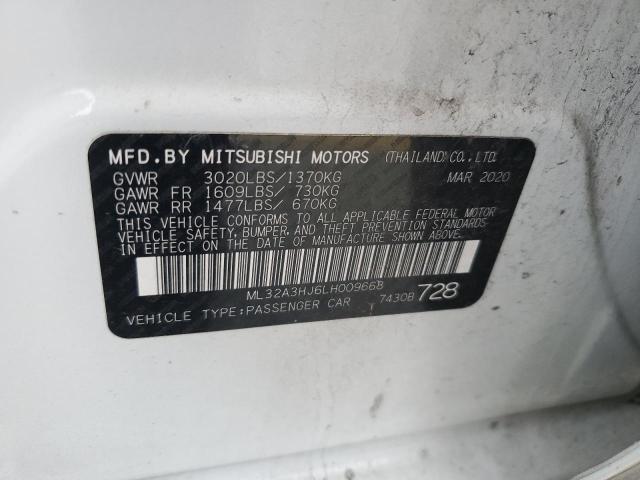 MFD.BY MITSUBISHI MOTORS (THAILAND) CO.,LTD.
GVWR 3020LBS/1370KG MAR 2020
GAWR FR 1609LBS/ 730KG
GAWR RR 1477LBS/ 670KG
THIS VEHICLE CONFORMS TO ALL APPLICABLE FEDERAL MOTOR
VEHICLE SAFETY, BUMPER, AND THEFT PREVENTION STANDARDS
IN EFFECT ON THE DATE OF MANUFACTURE SHOWN ABOVE.
ML32A3HJ6LH009668
VEHICLE TYPE:PASSENGER CAR 7430B 728